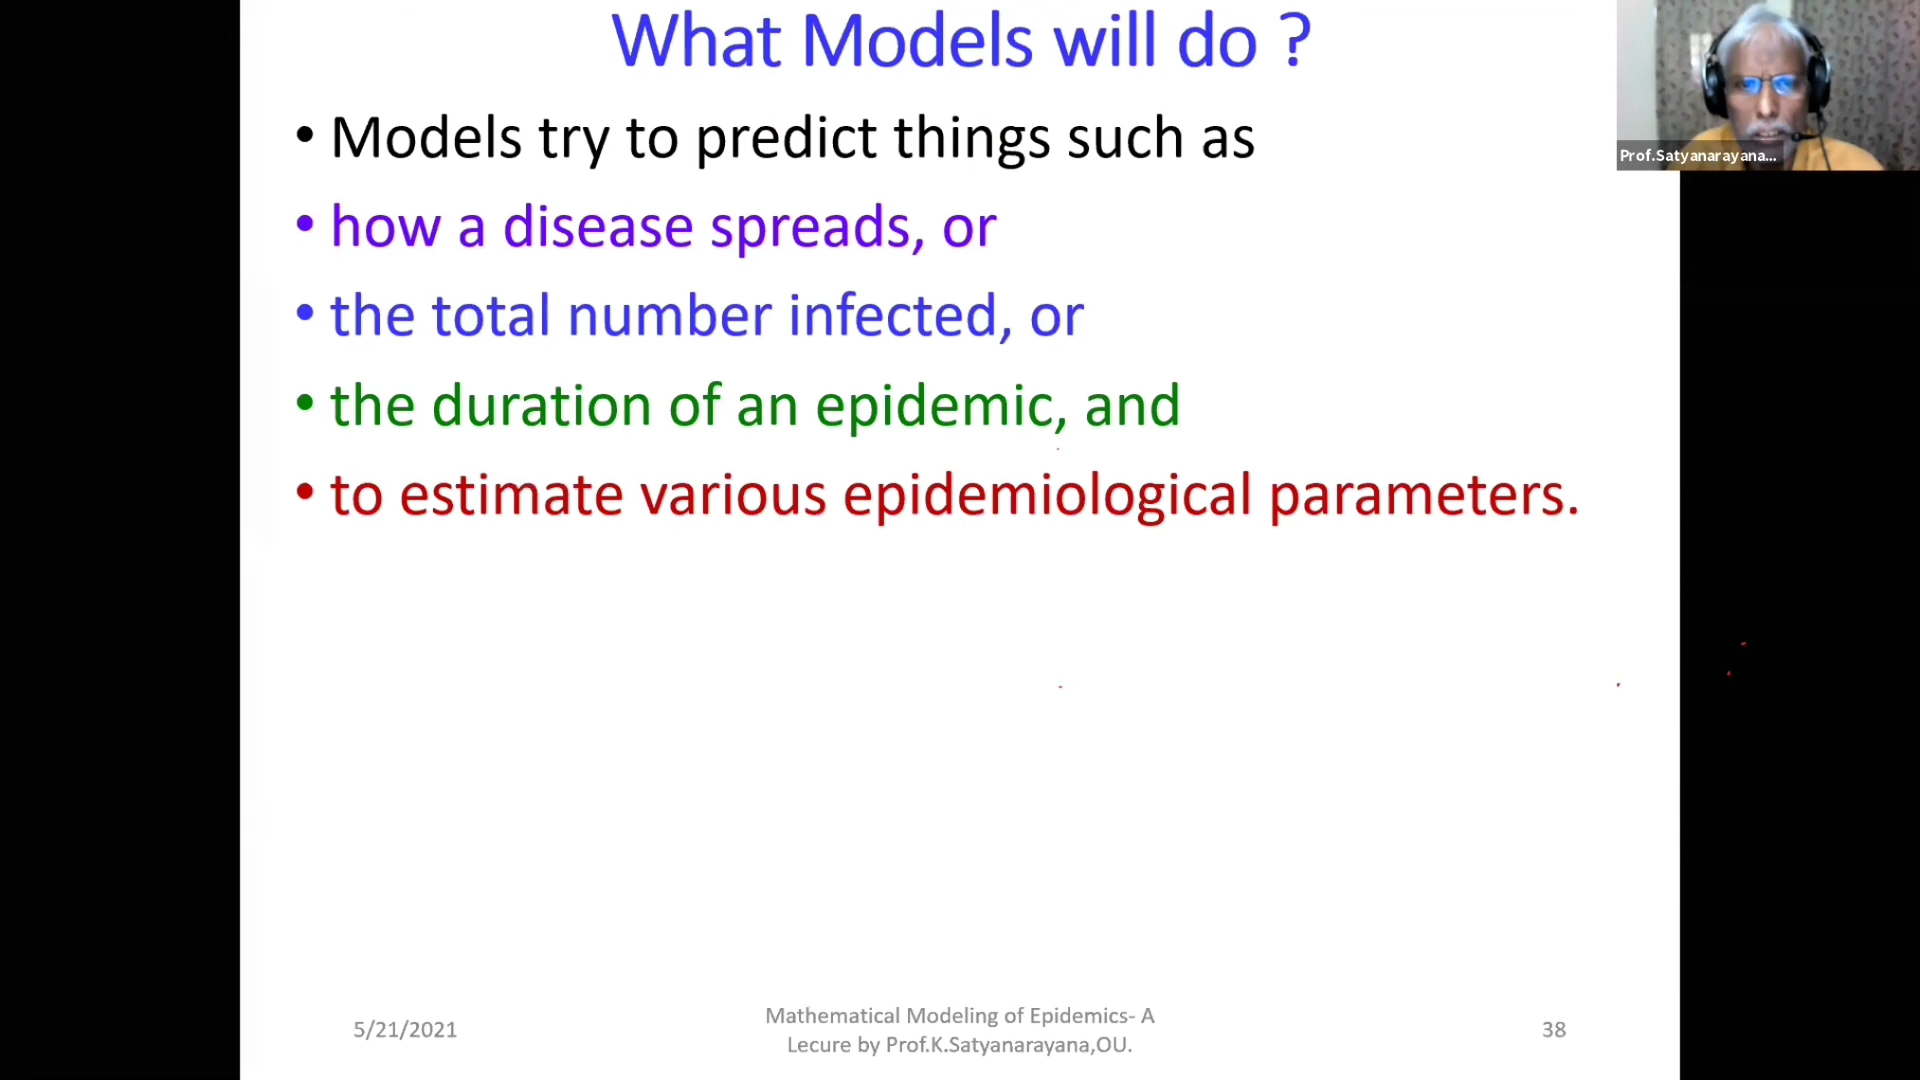 What Models will do ?
• Models try to predict things such as
• how a disease spreads, or
• the total number infected, or
• the duration of an epidemic, and
• to estimate various epidemiological parameters.
Prof.Satyanarayana...
5/21/2021
Mathematical Modeling of Epidemics- A
Lecure by Prof.K.Satyanarayana,OU.
38